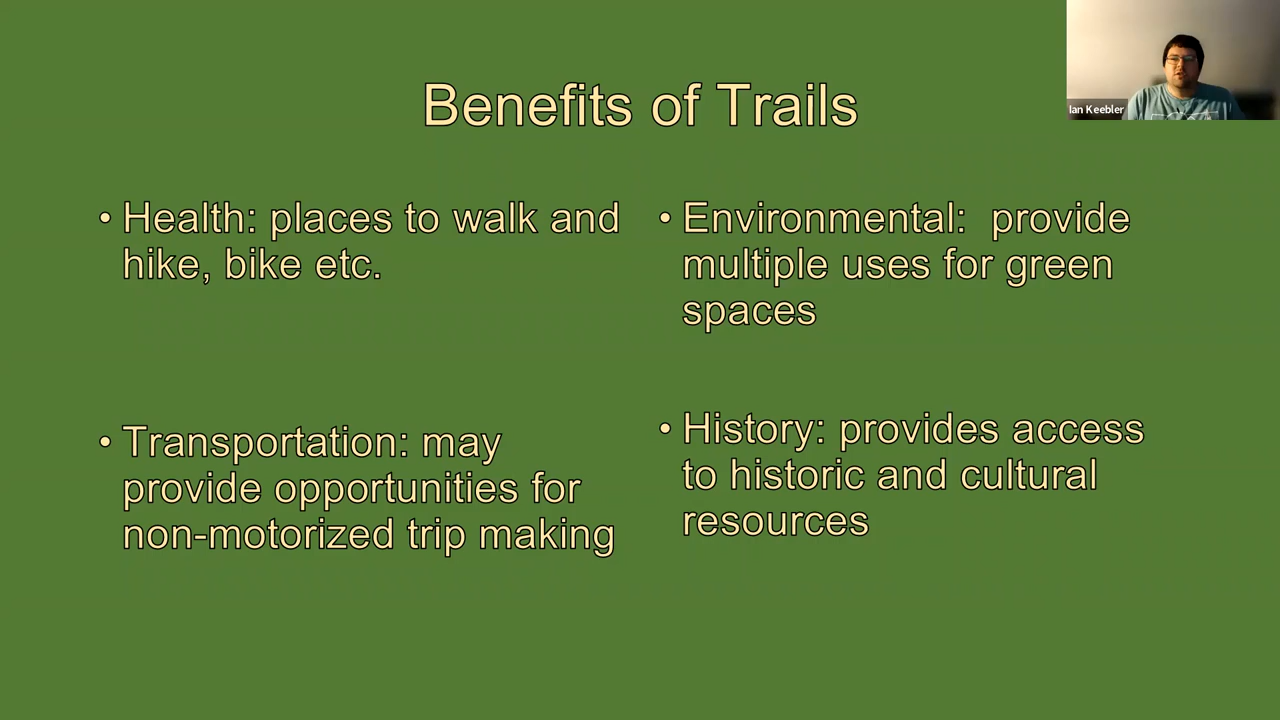 Benefits of Trails
Ian Keebler
• Health: places to walk and
hike, bike etc.
• Transportation: may
provide opportunities for
non-motorized trip making
• Environmental:  provide
multiple uses for green
spaces
• History: provides access
to historic and cultural
resources